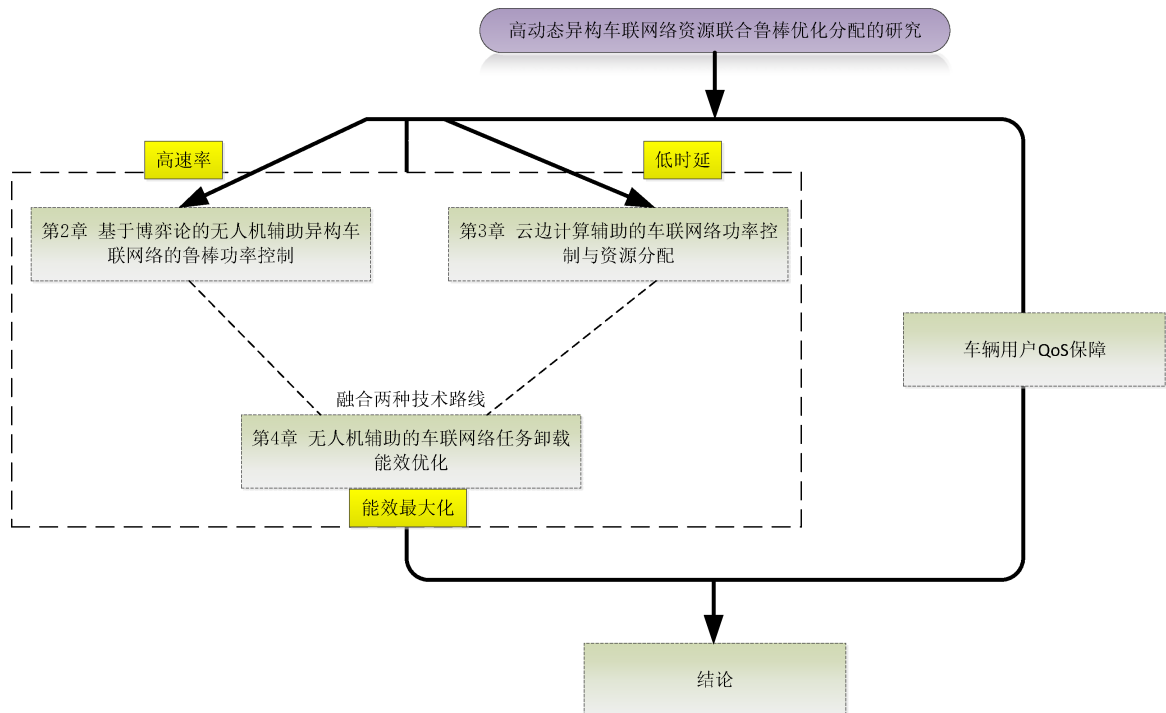 高动态异构车联网络资源联合鲁棒优化分配的研究
高速率
低时延
第2章 基于博弈论的无人机辅助异构车
联网络的鲁棒功率控制
第3章 云边计算辅助的车联网络功率控
制与资源分配
车辆用户QoS保障
融合两种技术路线
第4章 无人机辅助的车联网络任务卸载
能效优化
能效最大化
结论